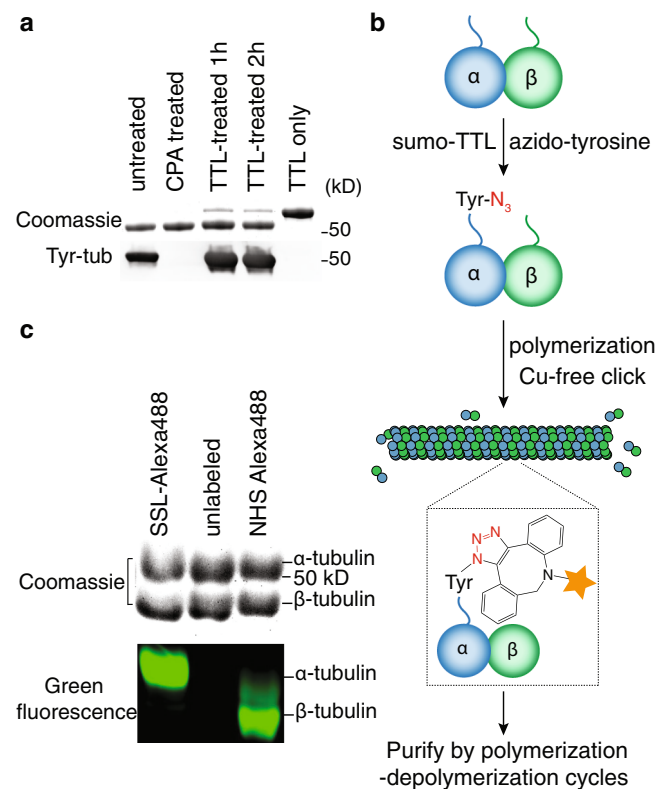 a
untreated
CPA treated
TTL-treated 1h
TTL-treated 2h
TTL only
(kD)
Coomassie
-50
Tyr-tub
-50
b
α
β
sumo-TTL
azido-tyrosine
Tyr-N3
α
β
polymerization
Cu-free click
N
N
N
N
Tyr
α
β
Purify by polymerization
-depolymerization cycles
c
SSL-Alexa488
unlabeled
NHS Alexa488
Coomassie
α-tubulin
50 kD
β-tubulin
Green
fluorescence
α-tubulin
β-tubulin